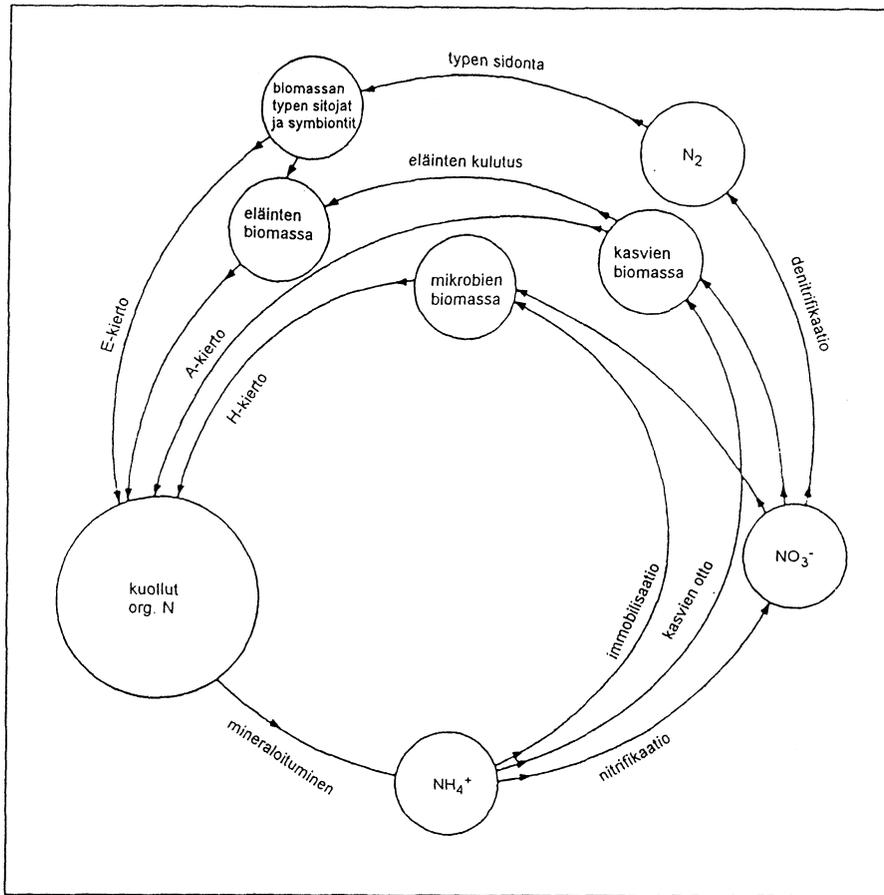 typen sidonta
biomassan
typen sitojat
ja symbiontit
N₂
eläinten kulutus
eläinten
biomassa
kasvien
biomassa
mikrobien
biomassa
denitrifikaatio
E-kierto
A-kierto
H-kierto
NO₃⁻
kuollut
org. N
immobilisaatio
kasvien otto
mineraloituminen
NH₄⁺
nitrifikaatio